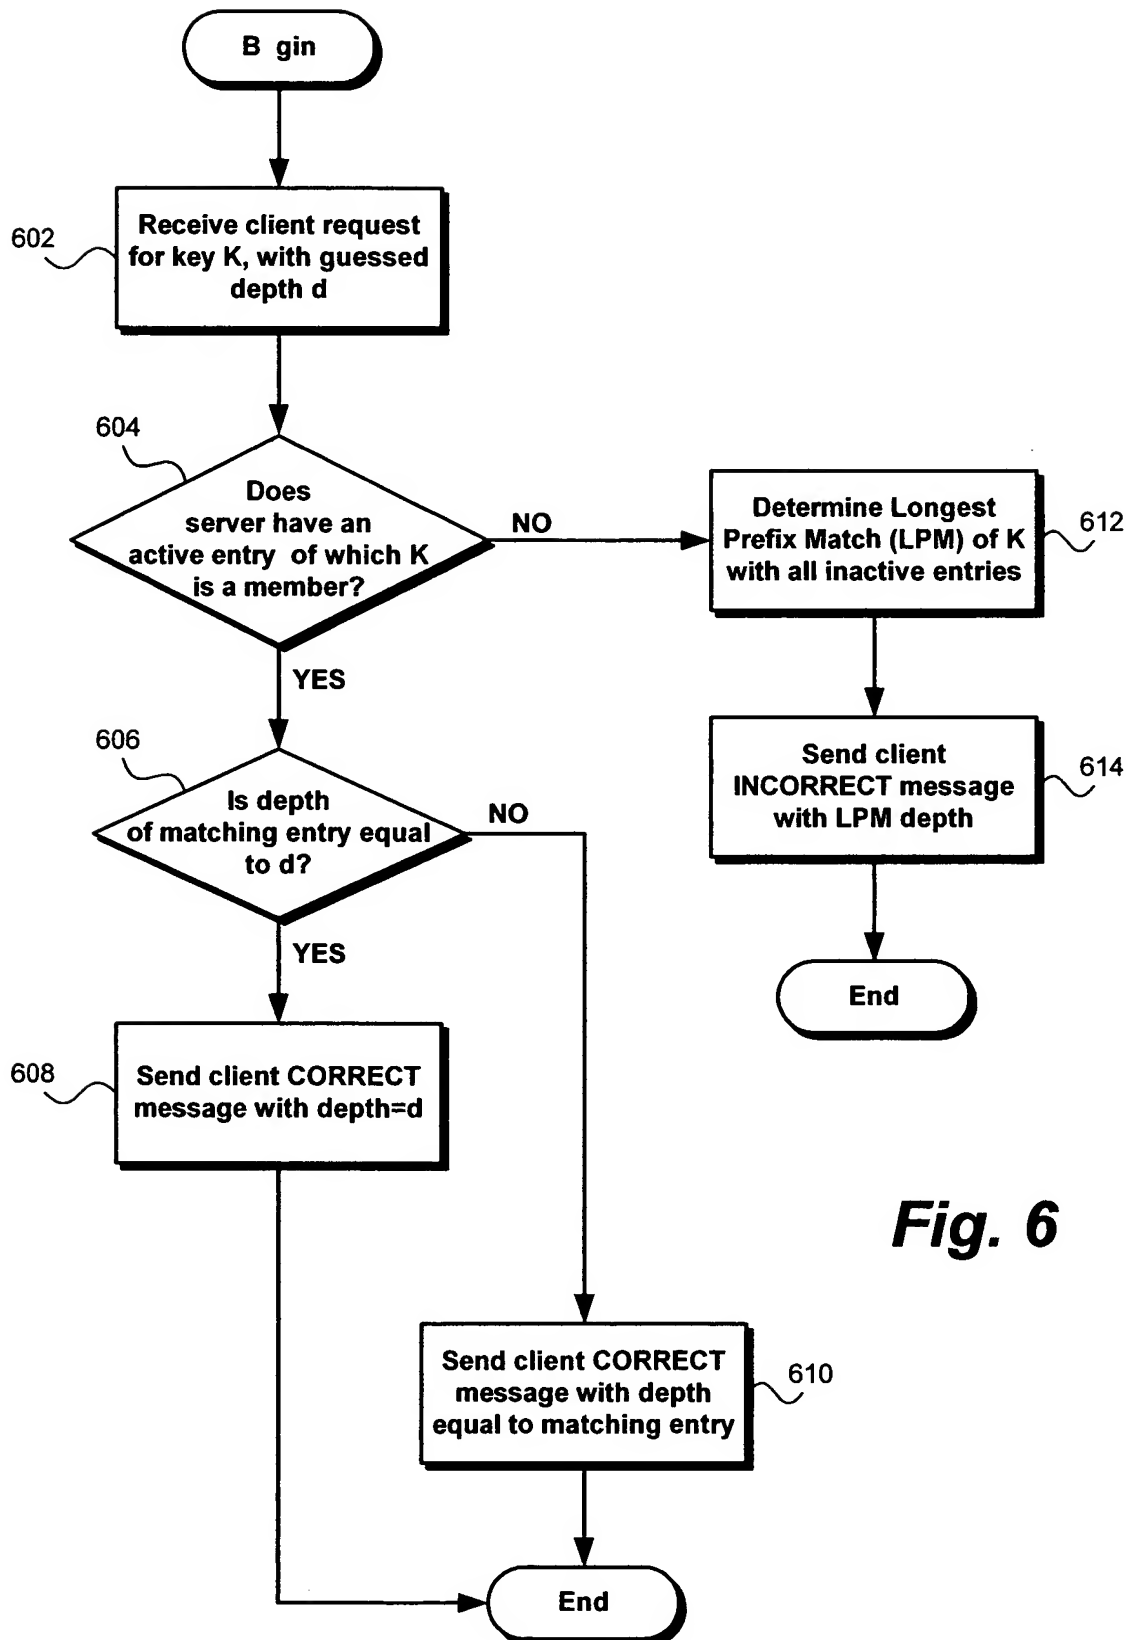 B gin
602
Receive client request
for key K, with guessed
depth d
604
Does
server have an
active entry of which K
is a member?
NO
Determine Longest
Prefix Match (LPM) of K
with all inactive entries
612
YES
606
Is depth
of matching entry equal
to d?
NO
Send client
INCORRECT message
with LPM depth
614
YES
End
608
Send client CORRECT
message with depth=d
Fig. 6
Send client CORRECT
message with depth
equal to matching entry
610
End